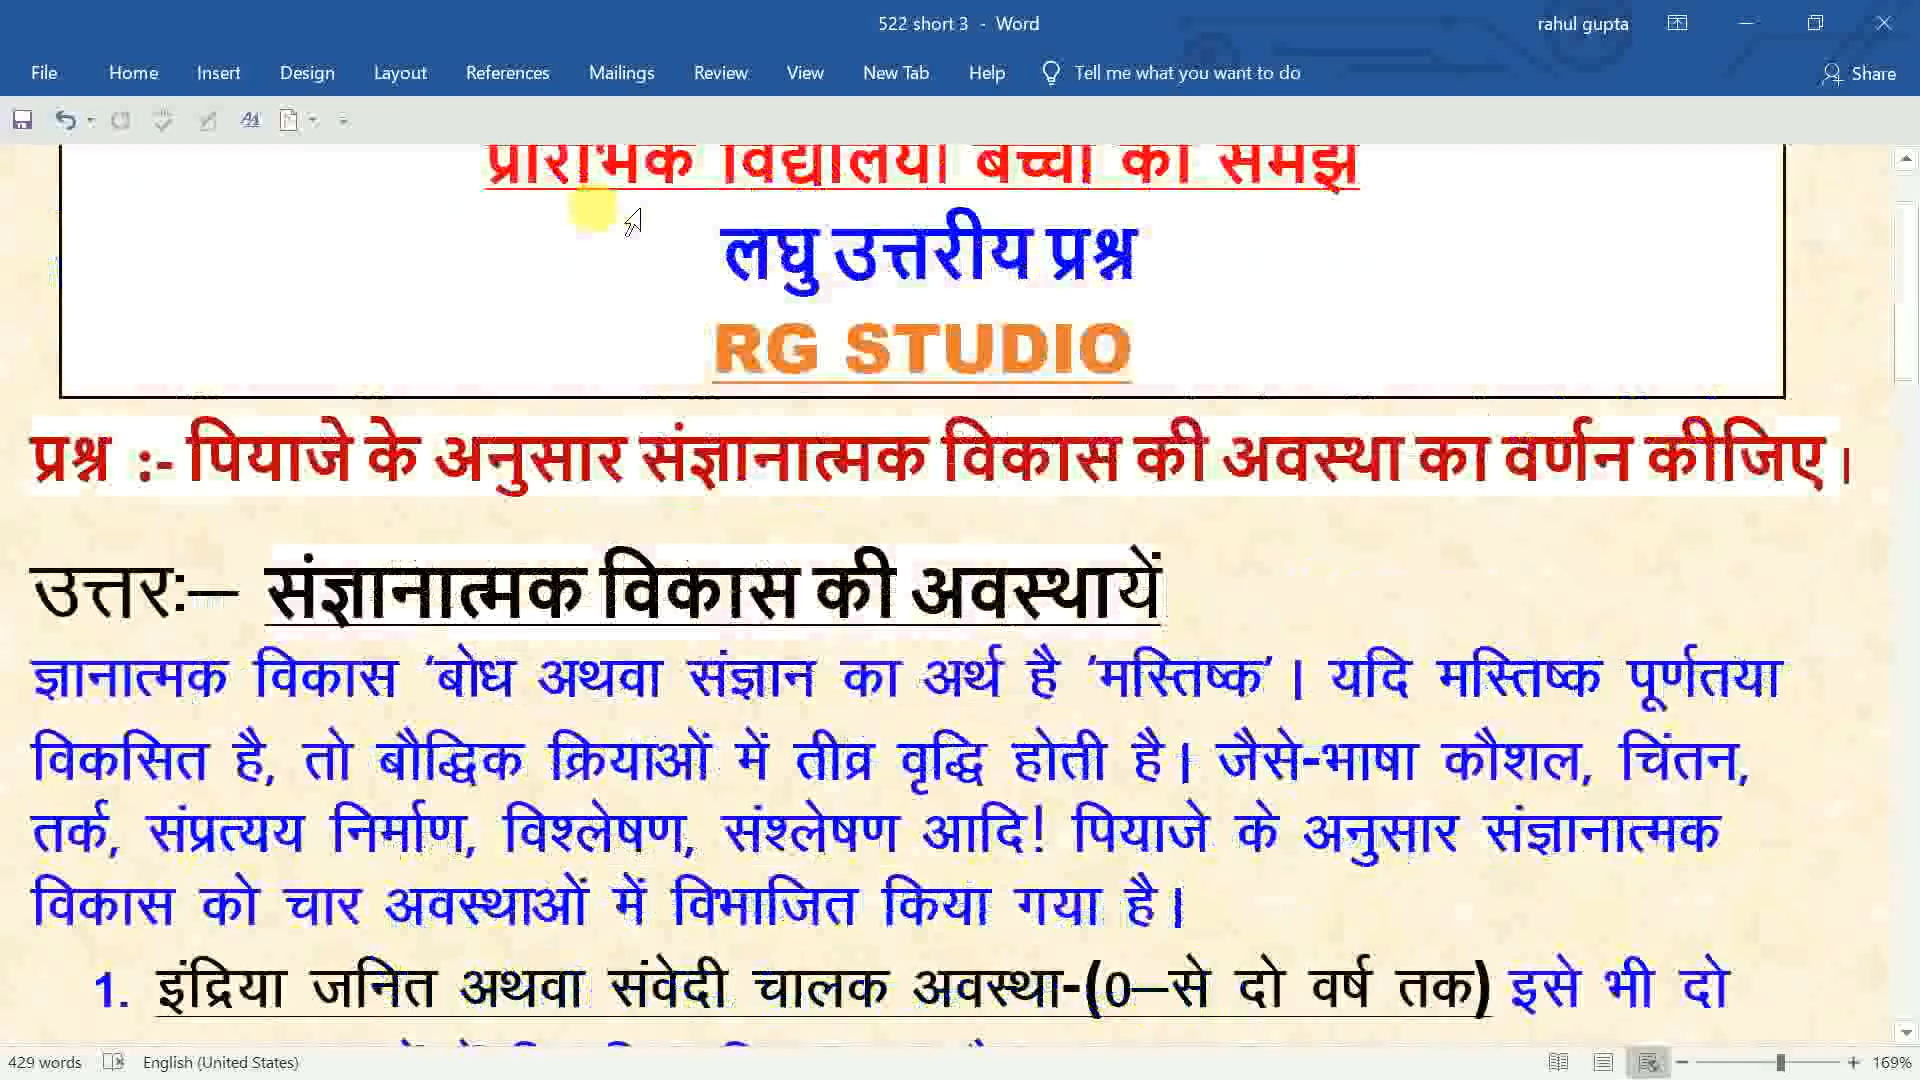 522 short 3 - Word
rahul gupta
File Home Insert Design Layout References Mailings Review View New Tab Help Tell me what you want to do Share
प्रारंभिक विद्यालयी बच्चों की समझ
लघु उत्तरीय प्रश्न
RG STUDIO
प्रश्न :- पियाजे के अनुसार संज्ञानात्मक विकास की अवस्था का वर्णन कीजिए।
उत्तर:— संज्ञानात्मक विकास की अवस्थायें
ज्ञानात्मक विकास ‘बोध अथवा संज्ञान का अर्थ है ‘मस्तिष्क’। यदि मस्तिष्क पूर्णतया
विकसित है, तो बौद्धिक क्रियाओं में तीव्र वृद्धि होती है। जैसे-भाषा कौशल, चिंतन,
तर्क, संप्रत्यय निर्माण, विश्लेषण, संश्लेषण आदि! पियाजे के अनुसार संज्ञानात्मक
विकास को चार अवस्थाओं में विभाजित किया गया है।
1. इंद्रिया जनित अथवा संवेदी चालक अवस्था-(0—से दो वर्ष तक) इसे भी दो
429 words English (United States) 169%